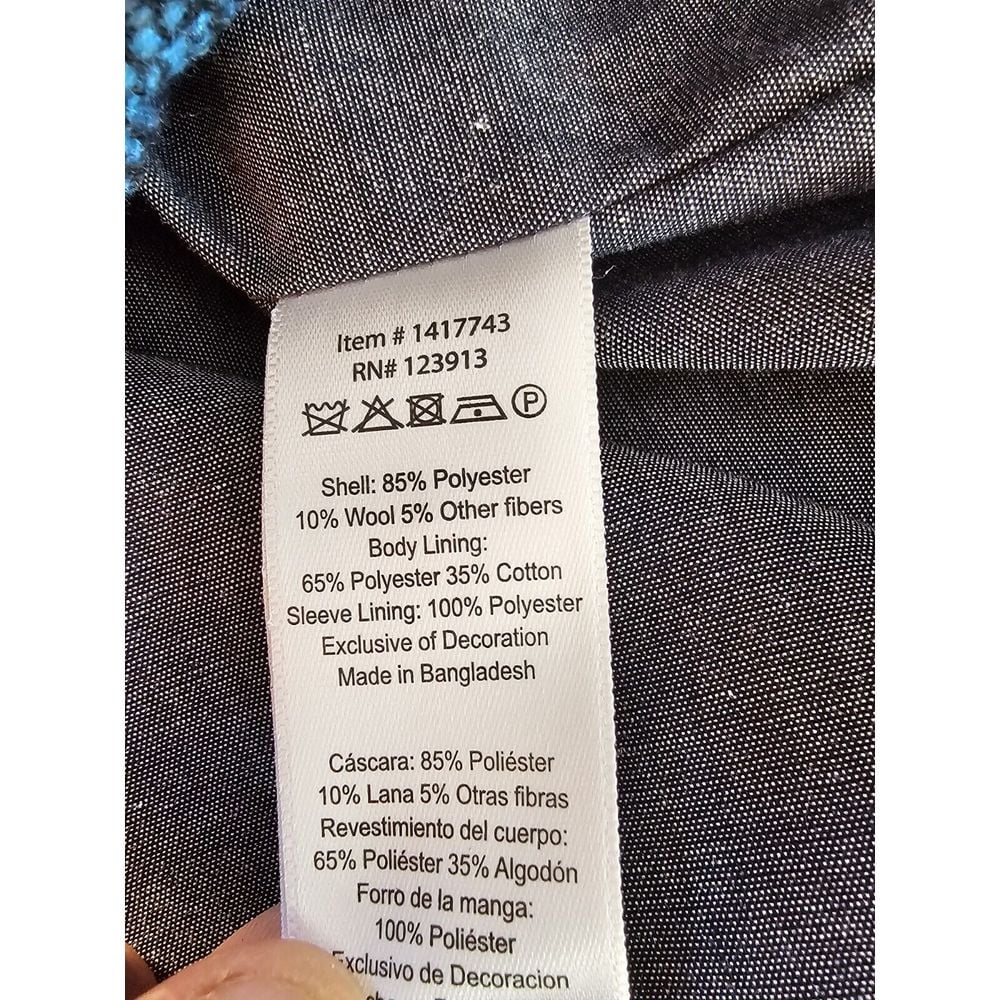 Item # 1417743
RN# 123913
P
Shell: 85% Polyester
10% Wool 5% Other fibers
Body Lining:
65% Polyester 35% Cotton
Sleeve Lining: 100% Polyester
Exclusive of Decoration
Made in Bangladesh
Cáscara: 85% Poliéster
10% Lana 5% Otras fibras
Revestimiento del cuerpo:
65% Poliéster 35% Algodón
Forro de la manga:
100% Poliéster
Exclusivo de Decoracion